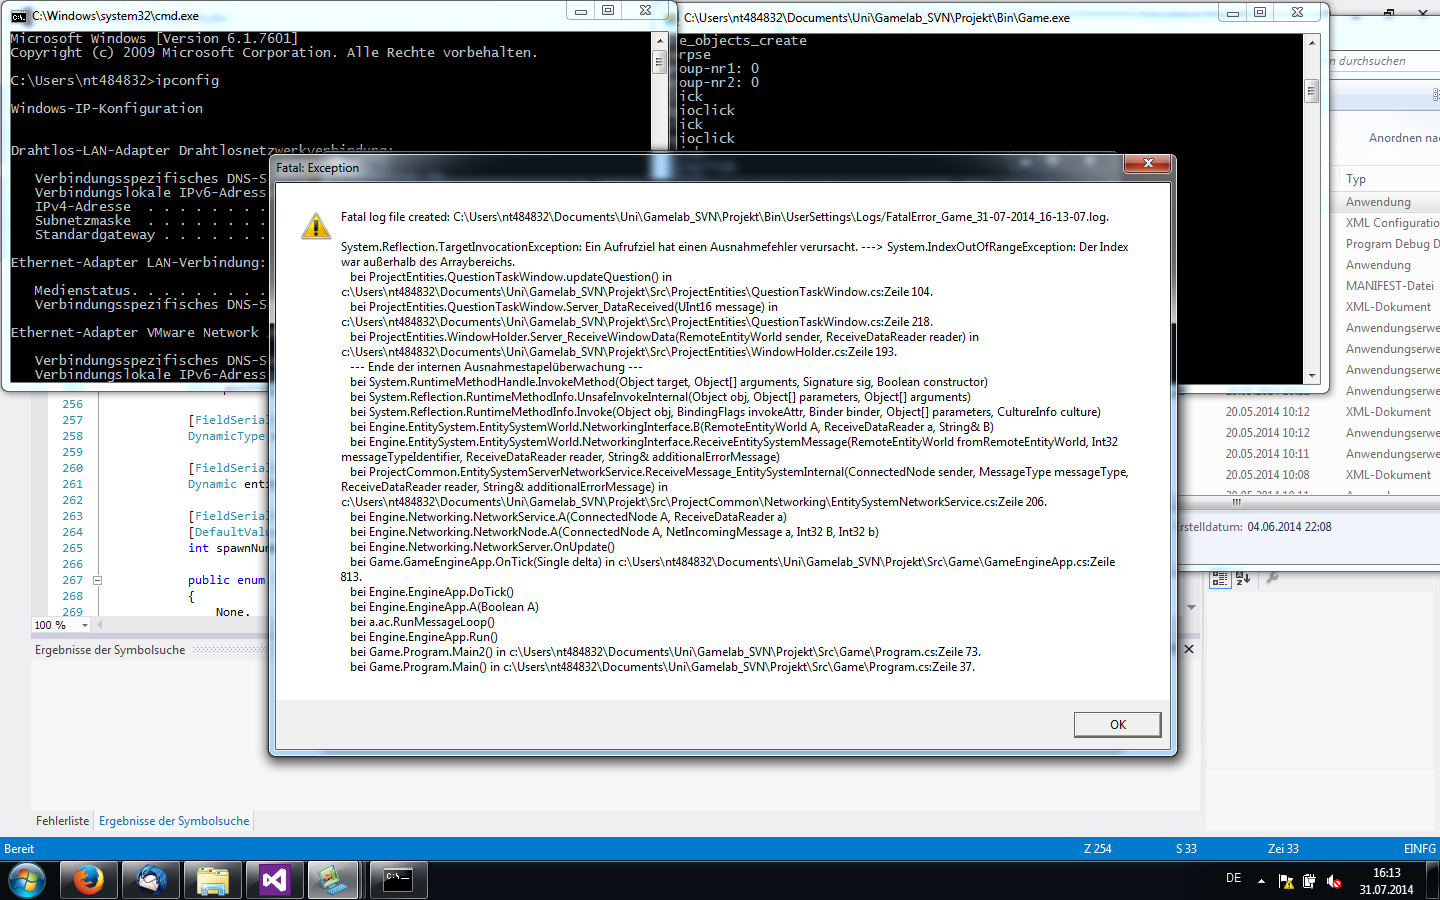 C:\Windows\system32\cmd.exe
Microsoft Windows [Version 6.1.7601]
Copyright (c) 2009 Microsoft Corporation. Alle Rechte vorbehalten.
C:\Users\nt484832>ipconfig
Windows-IP-Konfiguration
Drahtlos-LAN-Adapter Drahtlosnetzwerkverbindung:
Verbindungsspezifisches DNS-S
Verbindungslokale IPv6-Adress
IPv4-Adresse . . . . . . . .
Subnetzmaske . . . . . . . .
Standardgateway . . . . . . .
Ethernet-Adapter LAN-Verbindung:
Medienstatus. . . . . . . . .
Verbindungsspezifisches DNS-S
Ethernet-Adapter VMware Network
Verbindungsspezifisches DNS-S
Verbindungslokale IPv6-Adress
C:\Users\nt484832\Documents\Uni\Gamelab_SVN\Projekt\Bin\Game.exe
e_objects_create
rpse
oup-nr1: 0
oup-nr2: 0
ick
ioclick
ick
ioclick
n durchsuchen
Anordnen nac
Typ
Anwendung
XML Configuratio
Program Debug D
Anwendung
MANIFEST-Datei
XML-Dokument
Anwendungserwe
Anwendungserwe
Anwendungserwe
Anwendungserwe
20.05.2014 10:12 XML-Dokument
20.05.2014 10:12 Anwendungserwe
20.05.2014 10:11 Anwendungserwe
20.05.2014 10:08 XML-Dokument
20.05.2014 10:11 Anwendungserwe
Erstelldatum: 04.06.2014 22:08
Fatal: Exception
Fatal log file created: C:\Users\nt484832\Documents\Uni\Gamelab_SVN\Projekt\Bin\UserSettings\Logs/FatalError_Game_31-07-2014_16-13-07.log.
System.Reflection.TargetInvocationException: Ein Aufrufziel hat einen Ausnahmefehler verursacht. ---> System.IndexOutOfRangeException: Der Index
war außerhalb des Arraybereichs.
bei ProjectEntities.QuestionTaskWindow.updateQuestion() in
c:\Users\nt484832\Documents\Uni\Gamelab_SVN\Projekt\Src\ProjectEntities\QuestionTaskWindow.cs:Zeile 104.
bei ProjectEntities.QuestionTaskWindow.Server_DataReceived(UInt16 message) in
c:\Users\nt484832\Documents\Uni\Gamelab_SVN\Projekt\Src\ProjectEntities\QuestionTaskWindow.cs:Zeile 218.
bei ProjectEntities.WindowHolder.Server_ReceiveWindowData(RemoteEntityWorld sender, ReceiveDataReader reader) in
c:\Users\nt484832\Documents\Uni\Gamelab_SVN\Projekt\Src\ProjectEntities\WindowHolder.cs:Zeile 193.
--- Ende der internen Ausnahmestapelüberwachung ---
bei System.RuntimeMethodHandle.InvokeMethod(Object target, Object[] arguments, Signature sig, Boolean constructor)
bei System.Reflection.RuntimeMethodInfo.UnsafeInvokeInternal(Object obj, Object[] parameters, Object[] arguments)
bei System.Reflection.RuntimeMethodInfo.Invoke(Object obj, BindingFlags invokeAttr, Binder binder, Object[] parameters, CultureInfo culture)
bei Engine.EntitySystem.EntitySystemWorld.NetworkingInterface.B(RemoteEntityWorld A, ReceiveDataReader a, String& B)
bei Engine.EntitySystem.EntitySystemWorld.NetworkingInterface.ReceiveEntitySystemMessage(RemoteEntityWorld fromRemoteEntityWorld, Int32
messageTypeIdentifier, ReceiveDataReader reader, String& additionalErrorMessage)
bei ProjectCommon.EntitySystemServerNetworkService.ReceiveMessage_EntitySystemInternal(ConnectedNode sender, MessageType messageType,
ReceiveDataReader reader, String& additionalErrorMessage) in
c:\Users\nt484832\Documents\Uni\Gamelab_SVN\Projekt\Src\ProjectCommon\Networking\EntitySystemNetworkService.cs:Zeile 206.
bei Engine.Networking.NetworkService.A(ConnectedNode A, ReceiveDataReader a)
bei Engine.Networking.NetworkNode.A(ConnectedNode A, NetIncomingMessage a, Int32 B, Int32 b)
bei Engine.Networking.NetworkServer.OnUpdate()
bei Game.GameEngineApp.OnTick(Single delta) in c:\Users\nt484832\Documents\Uni\Gamelab_SVN\Projekt\Src\Game\GameEngineApp.cs:Zeile
813.
bei Engine.EngineApp.DoTick()
bei Engine.EngineApp.A(Boolean A)
bei a.ac.RunMessageLoop()
bei Engine.EngineApp.Run()
bei Game.Program.Main2() in c:\Users\nt484832\Documents\Uni\Gamelab_SVN\Projekt\Src\Game\Program.cs:Zeile 73.
bei Game.Program.Main() in c:\Users\nt484832\Documents\Uni\Gamelab_SVN\Projekt\Src\Game\Program.cs:Zeile 37.
OK
256
257 [FieldSerial
258 DynamicType
259
260 [FieldSerial
261 Dynamic enti
262
263 [FieldSerial
264 [DefaultValu
265 int spawnNum
266
267 public enum
268 {
269 None,
100 %
Ergebnisse der Symbolsuche
Fehlerliste Ergebnisse der Symbolsuche
Bereit Z 254 S 33 Zei 33 EINFG
DE
16:13
31.07.2014